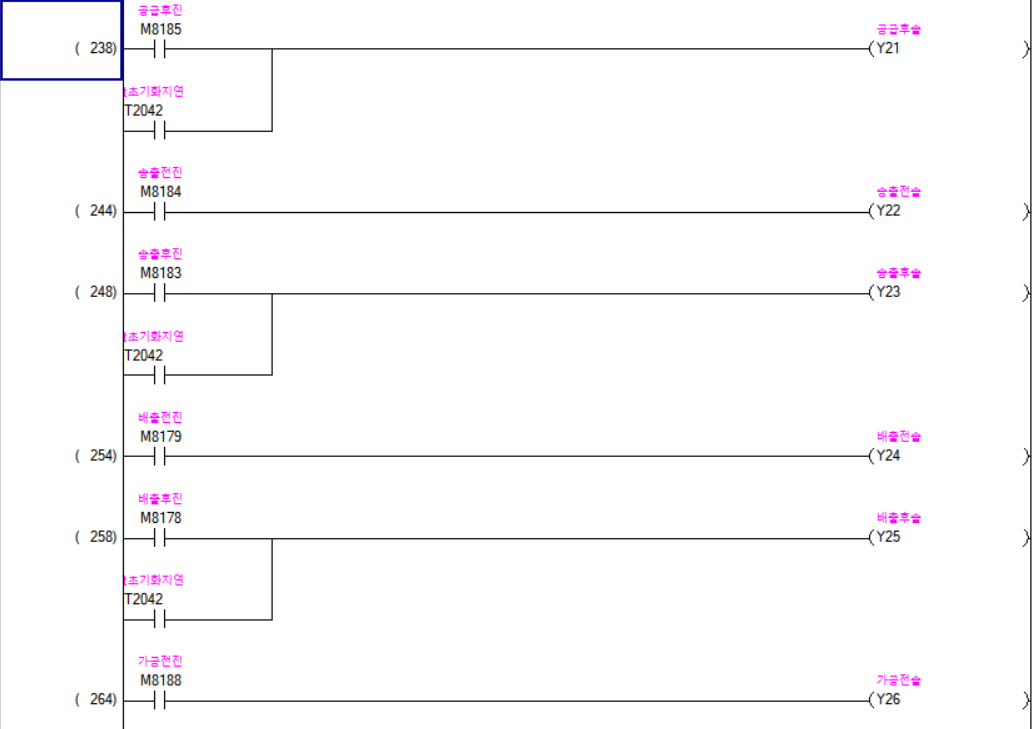 공급후진
M8185
공급후솔
( 238)
Y21
초기화지연
T2042
송출전진
M8184
송출전솔
( 244)
Y22
송출후진
M8183
송출후솔
( 248)
Y23
초기화지연
T2042
배출전진
M8179
배출전솔
( 254)
Y24
배출후진
M8178
배출후솔
( 258)
Y25
초기화지연
T2042
가공전진
M8188
가공전솔
( 264)
Y26